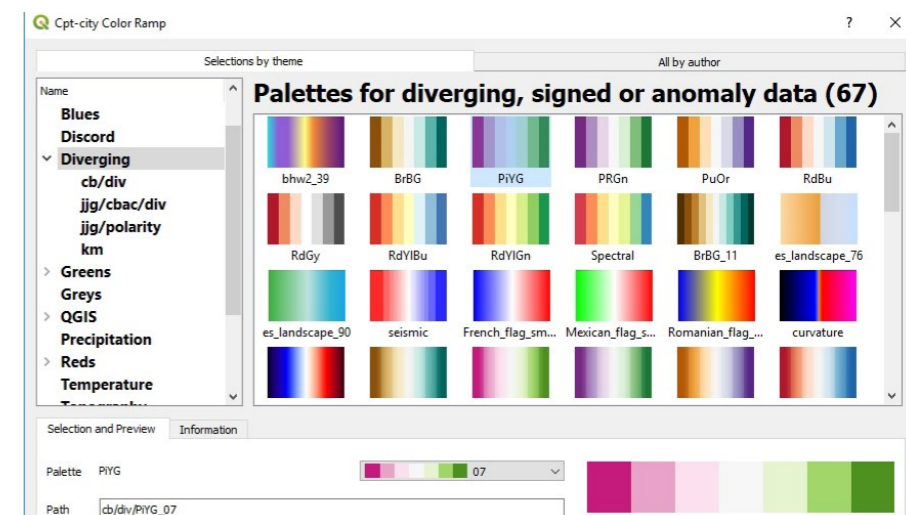 Cpt-city Color Ramp ? ×
Selections by theme All by author
Name
Blues
Discord
Diverging
cb/div
jjg/cbac/div
jjg/polarity
km
Greens
Greys
QGIS
Precipitation
Reds
Temperature
Palettes for diverging, signed or anomaly data (67)
bhw2_39 BrBG PiYG PRGn PuOr RdBu
RdGy RdYlBu RdYlGn Spectral BrBG_11 es_landscape_76
es_landscape_90 seismic French_flag_sm... Mexican_flag_s... Romanian_flag_... curvature
Selection and Preview Information
Palette PiYG 07
Path cb/div/PiYG_07